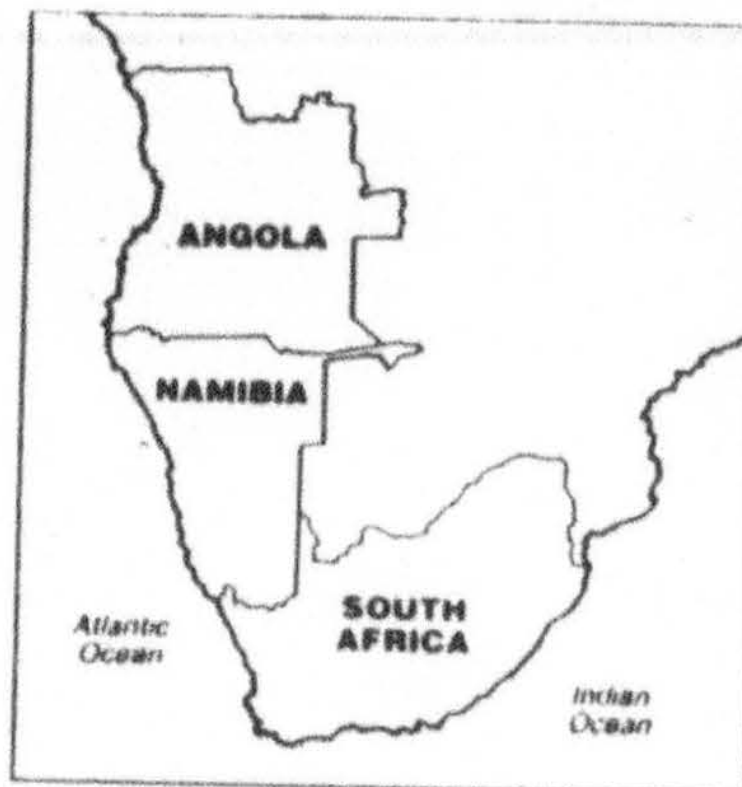 ANGOLA
NAMIBIA
SOUTH
AFRICA
Atlantic
Ocean
Indian
Ocean